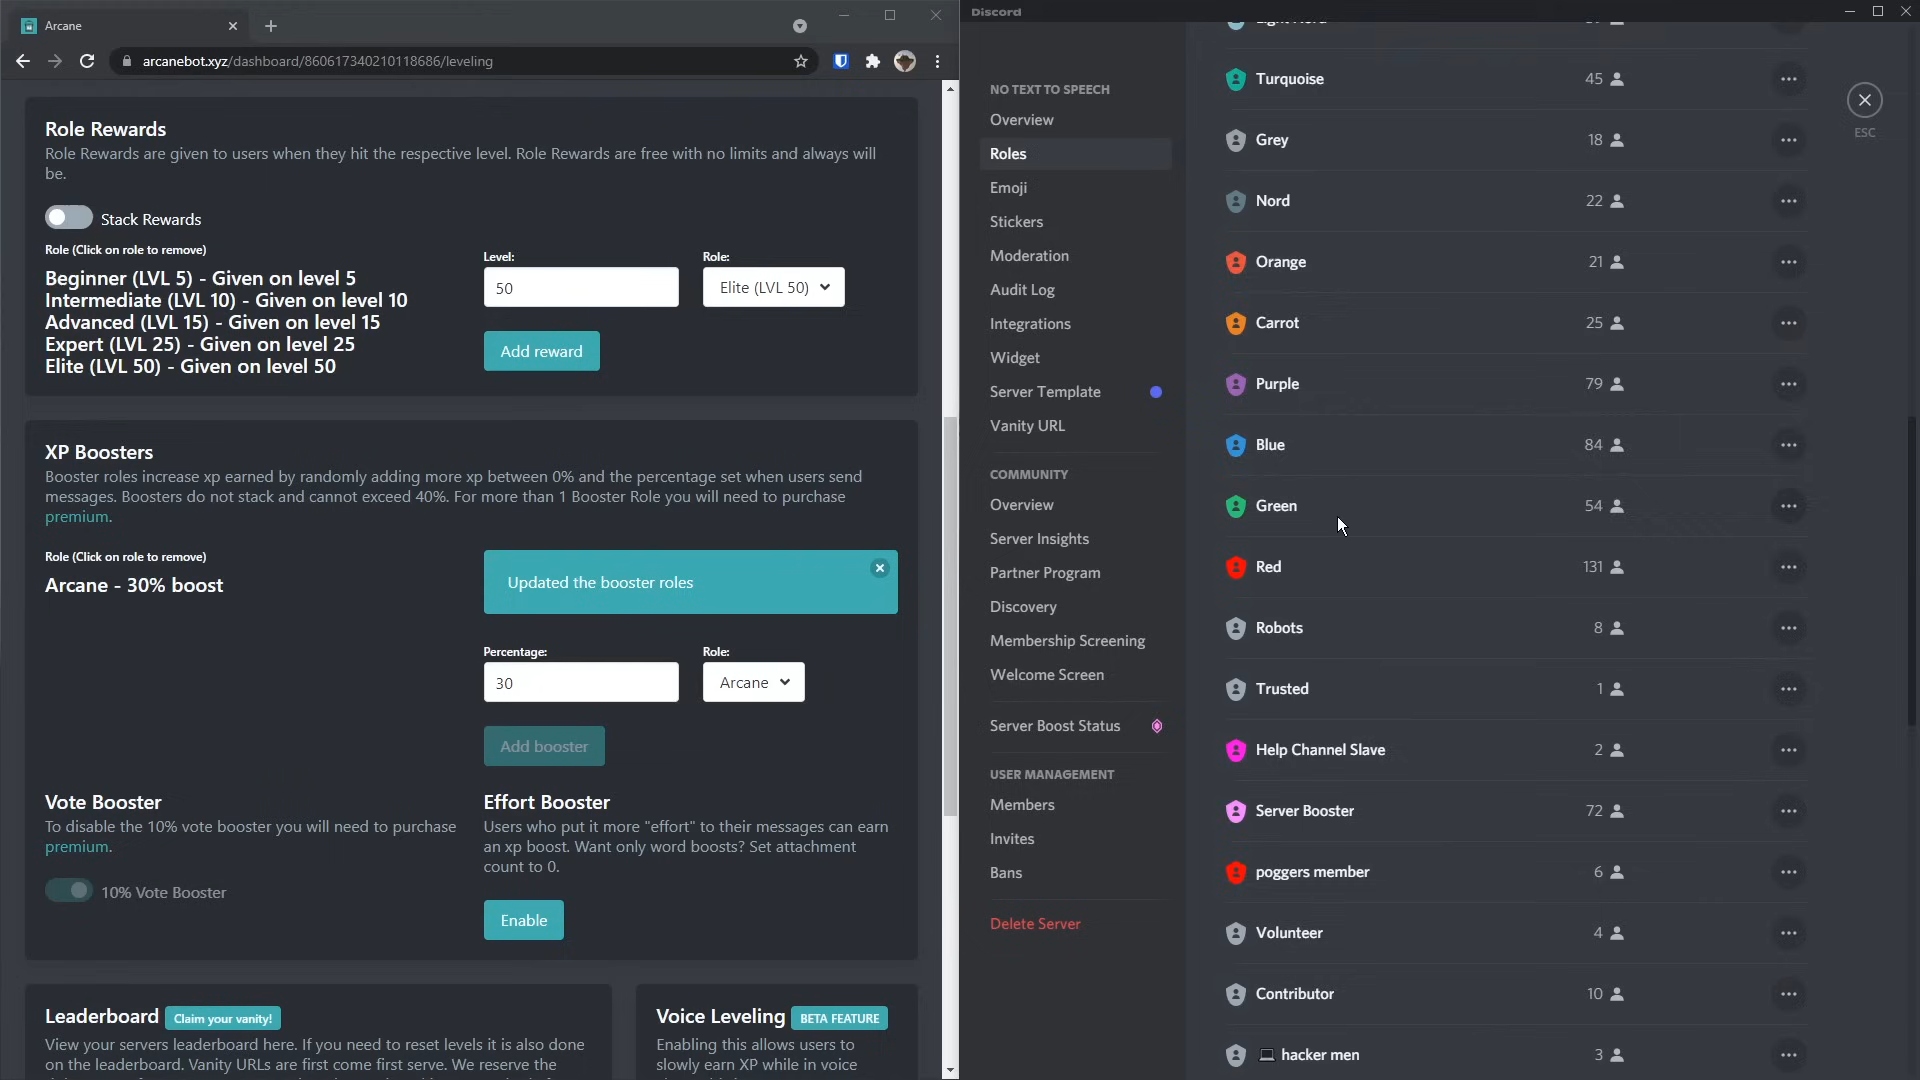 Arcane
arcanebot.xyz/dashboard/860617340210118686/leveling
Role Rewards
Role Rewards are given to users when they hit the respective level. Role Rewards are free with no limits and always will
be.
Stack Rewards
Role (Click on role to remove)
Beginner (LVL 5) - Given on level 5
Intermediate (LVL 10) - Given on level 10
Advanced (LVL 15) - Given on level 15
Expert (LVL 25) - Given on level 25
Elite (LVL 50) - Given on level 50
Level:
50
Role:
Elite (LVL 50)
Add reward
XP Boosters
Booster roles increase xp earned by randomly adding more xp between 0% and the percentage set when users send
messages. Boosters do not stack and cannot exceed 40%. For more than 1 Booster Role you will need to purchase
premium.
Role (Click on role to remove)
Arcane - 30% boost
Updated the booster roles
Percentage:
30
Role:
Arcane
Add booster
Vote Booster
To disable the 10% vote booster you will need to purchase
premium.
10% Vote Booster
Effort Booster
Users who put it more "effort" to their messages can earn
an xp boost. Want only word boosts? Set attachment
count to 0.
Enable
Leaderboard Claim your vanity!
View your servers leaderboard here. If you need to reset levels it is also done
on the leaderboard. Vanity URLs are first come first serve. We reserve the
Voice Leveling BETA FEATURE
Enabling this allows users to
slowly earn XP while in voice
Discord
NO TEXT TO SPEECH
Overview
Roles
Emoji
Stickers
Moderation
Audit Log
Integrations
Widget
Server Template
Vanity URL
COMMUNITY
Overview
Server Insights
Partner Program
Discovery
Membership Screening
Welcome Screen
Server Boost Status
USER MANAGEMENT
Members
Invites
Bans
Delete Server
Turquoise 45
Grey 18
Nord 22
Orange 21
Carrot 25
Purple 79
Blue 84
Green 54
Red 131
Robots 8
Trusted 1
Help Channel Slave 2
Server Booster 72
poggers member 6
Volunteer 4
Contributor 10
hacker men 3
ESC